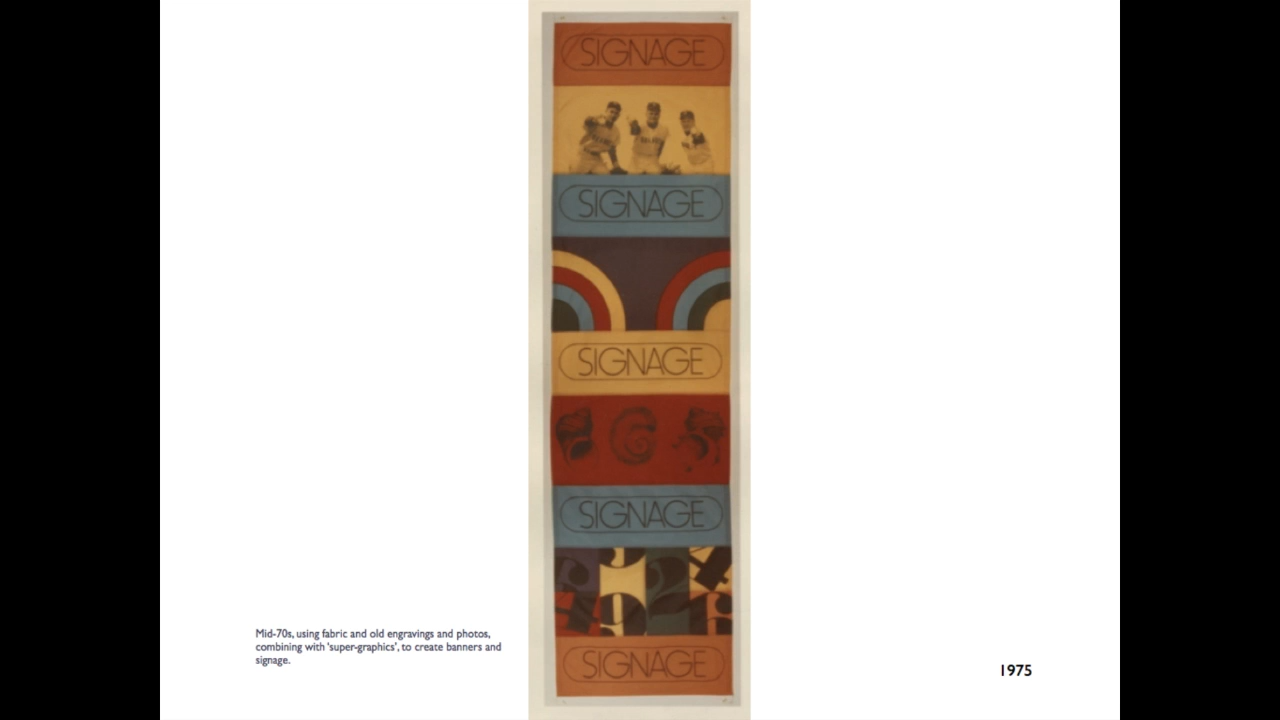 SIGNAGE
SIGNAGE
SIGNAGE
SIGNAGE
SIGNAGE
Mid-70s, using fabric and old engravings and photos,
combining with 'super-graphics', to create banners and
signage.
1975